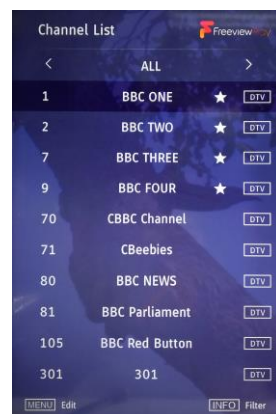 Channel List Freeview Play
ALL
1 BBC ONE DTV
2 BBC TWO DTV
7 BBC THREE DTV
9 BBC FOUR DTV
70 CBBC Channel DTV
71 CBeebies DTV
80 BBC NEWS DTV
81 BBC Parliament DTV
105 BBC Red Button DTV
301 301 DTV
MENU Edit INFO Filter